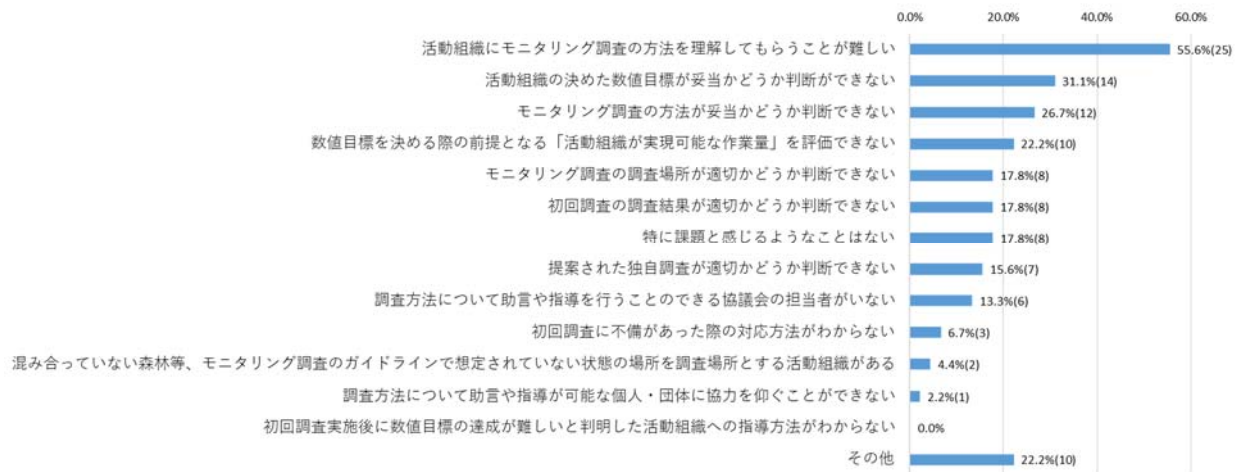 0.0% 20.0% 40.0% 60.0%
活動組織にモニタリング調査の方法を理解してもらうことが難しい 55.6%(25)
活動組織の決めた数値目標が妥当かどうか判断ができない 31.1%(14)
モニタリング調査の方法が妥当かどうか判断できない 26.7%(12)
数値目標を決める際の前提となる「活動組織が実現可能な作業量」を評価できない 22.2%(10)
モニタリング調査の調査場所が適切かどうか判断できない 17.8%(8)
初回調査の調査結果が適切かどうか判断できない 17.8%(8)
特に課題と感じるようなことはない 17.8%(8)
提案された独自調査が適切かどうか判断できない 15.6%(7)
調査方法について助言や指導を行うことのできる協議会の担当者がいない 13.3%(6)
初回調査に不備があった際の対応方法がわからない 6.7%(3)
混み合っていない森林等、モニタリング調査のガイドラインで想定されていない状態の場所を調査場所とする活動組織がある 4.4%(2)
調査方法について助言や指導が可能な個人・団体に協力を仰ぐことができない 2.2%(1)
初回調査実施後に数値目標の達成が難しいと判明した活動組織への指導方法がわからない 0.0%
その他 22.2%(10)